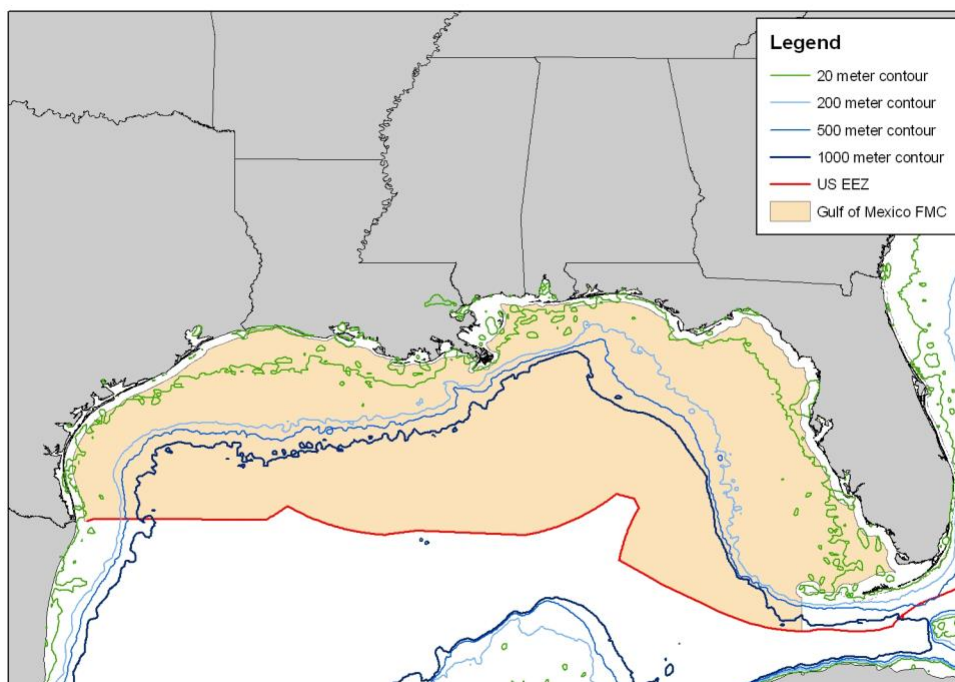 Legend
20 meter contour
200 meter contour
500 meter contour
1000 meter contour
US EEZ
Gulf of Mexico FMC